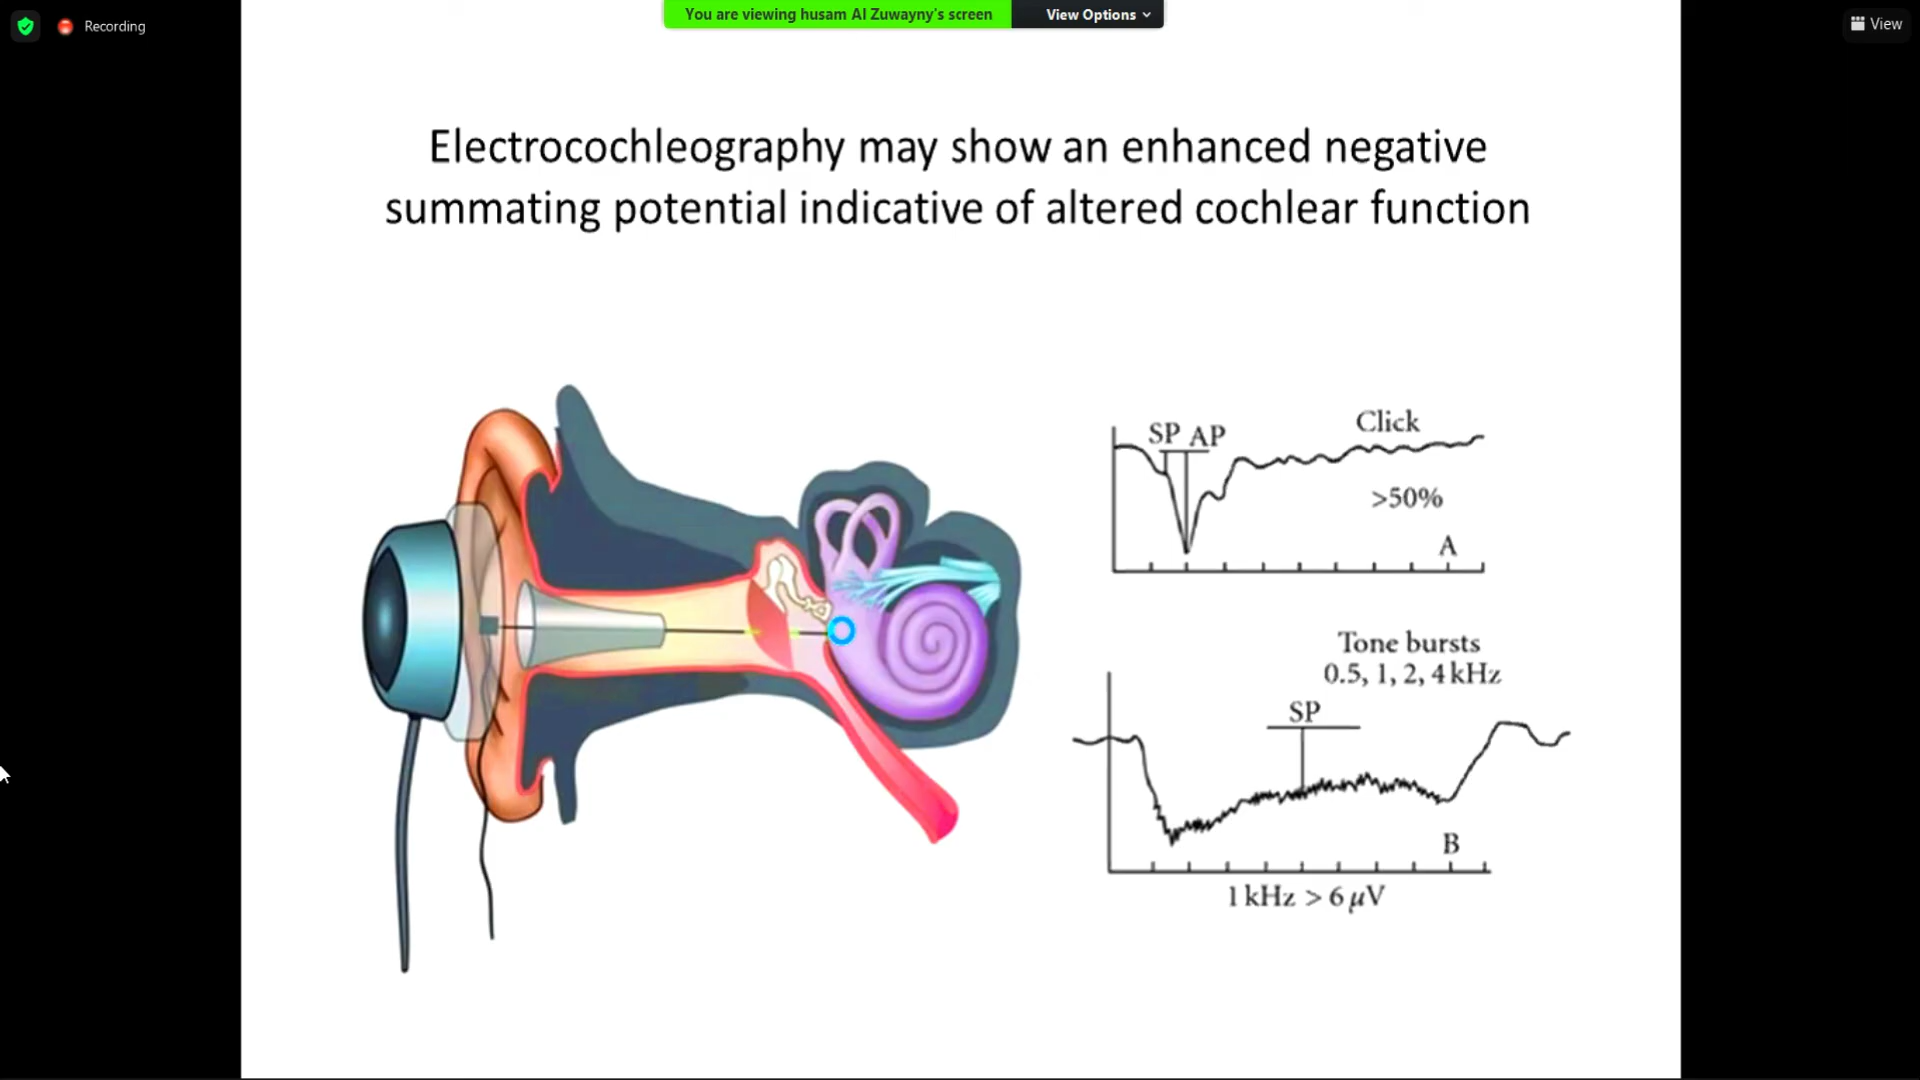 Recording
You are viewing husam Al Zuwayny's screen
View Options
View
Electrocochleography may show an enhanced negative
summating potential indicative of altered cochlear function
SP AP
Click
>50%
A
Tone bursts
0.5, 1, 2, 4 kHz
SP
B
1 kHz > 6 µV